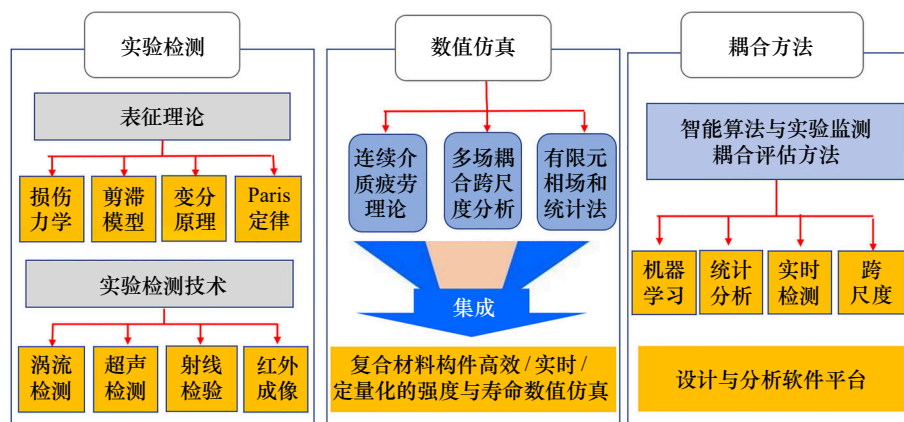 实验检测
表征理论
损伤
力学
剪滞
模型
变分
原理
Paris
定律
实验检测技术
涡流
检测
超声
检测
射线
检验
红外
成像
数值仿真
连续介
质疲劳
理论
多场耦
合跨尺
度分析
有限元
相场和
统计法
集成
复合材料构件高效/实时/
定量化的强度与寿命数值仿真
耦合方法
智能算法与实验监测
耦合评估方法
机器
学习
统计
分析
实时
检测
跨
尺度
设计与分析软件平台